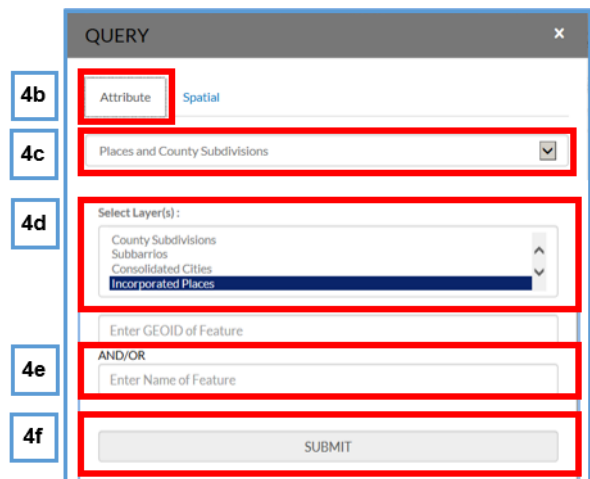 QUERY ×
4b Attribute Spatial
4c Places and County Subdivisions
4d Select Layer(s) :
County Subdivisions
Subbarrios
Consolidated Cities
Incorporated Places
Enter GEOID of Feature
AND/OR
4e Enter Name of Feature
4f SUBMIT